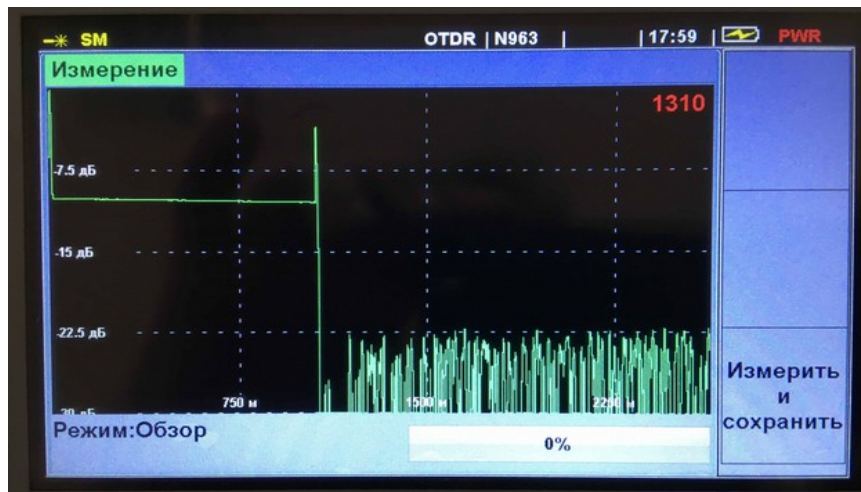 SM OTDR | N963 | | 17:59 | PWR
Измерение
1310
-7.5 дБ
-15 дБ
-22.5 дБ
750 м 1500 м 2250 м
Режим:Обзор
0%
Измерить
и
сохранить